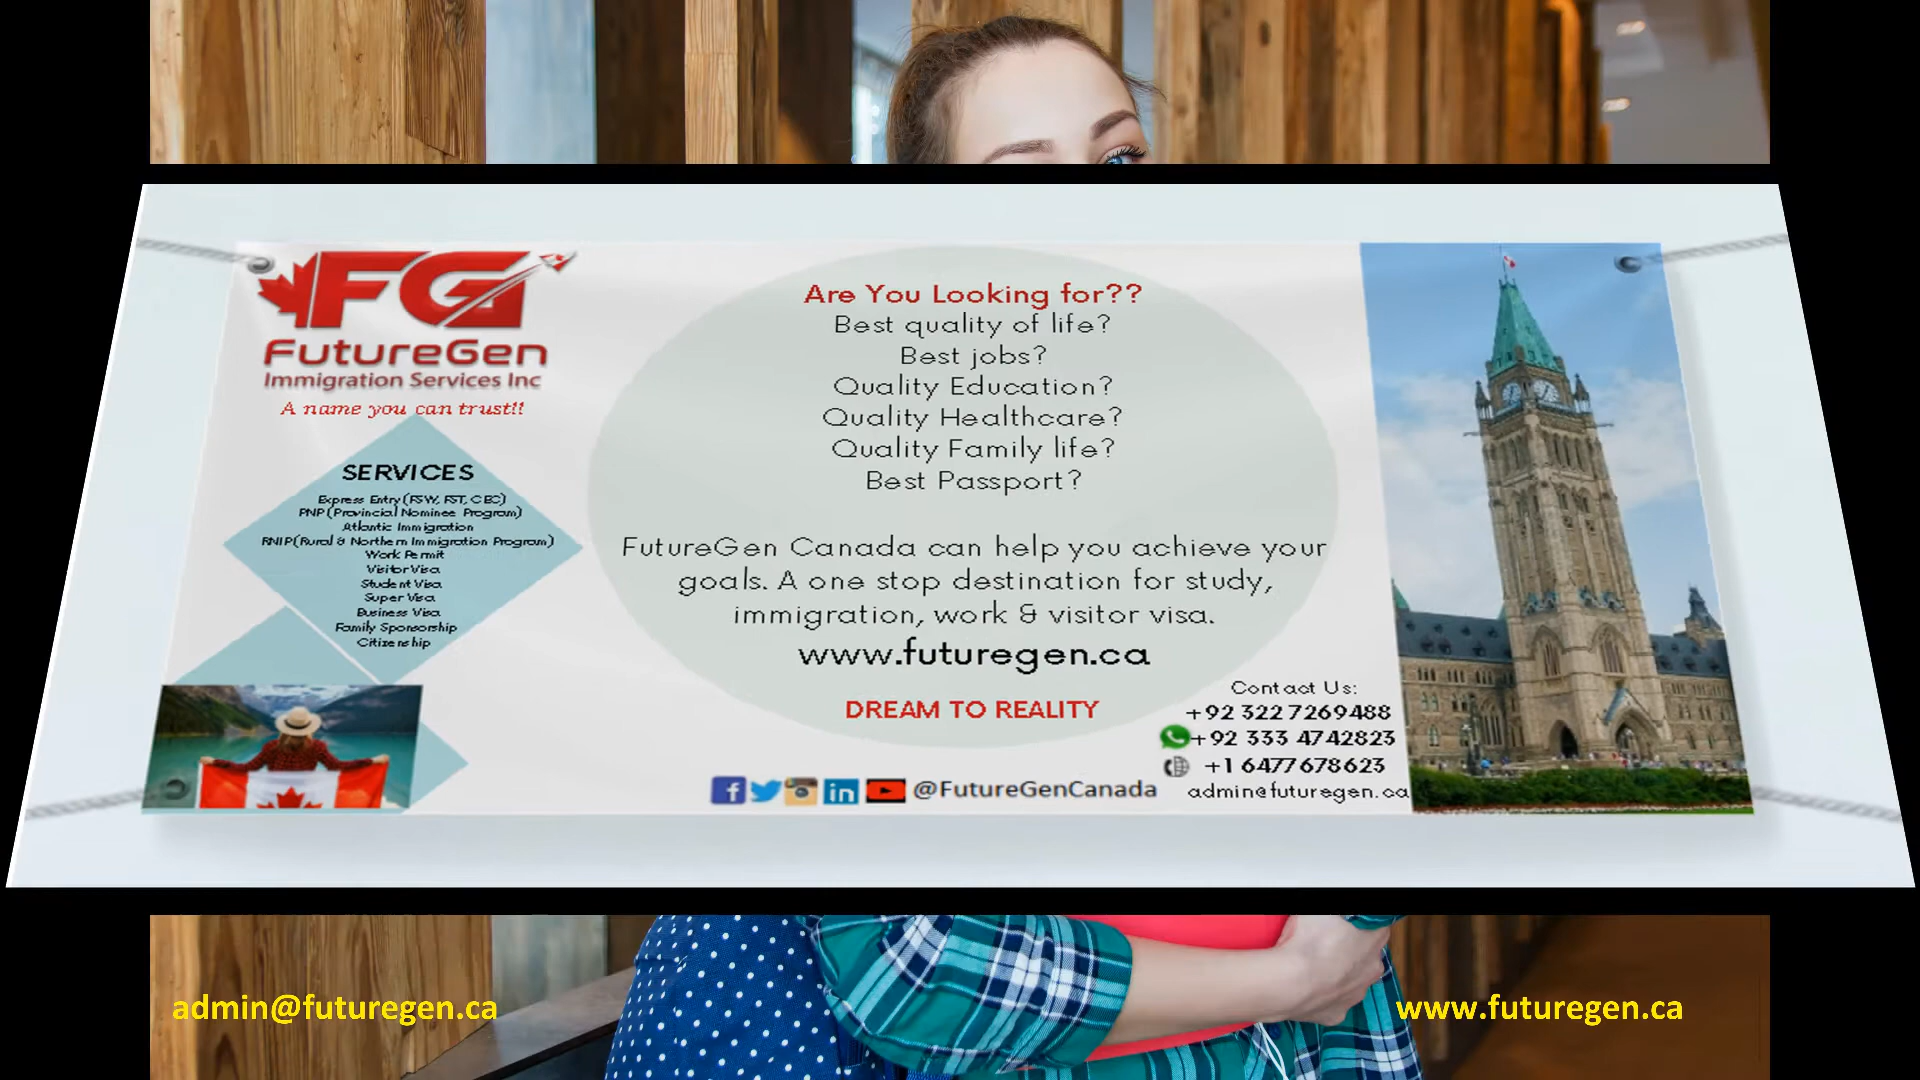 FG
FutureGen
Immigration Services Inc
A name you can trust!!
SERVICES
Express Entry (FSW, FST, CEC)
PNP (Provincial Nominee Program)
Atlantic Immigration
RNIP (Rural & Northern Immigration Program)
Work Permit
Visitor Visa
Student Visa
Super Visa
Business Visa
Family Sponsorship
Citizenship
Are You Looking for??
Best quality of life?
Best jobs?
Quality Education?
Quality Healthcare?
Quality Family life?
Best Passport?
FutureGen Canada can help you achieve your
goals. A one stop destination for study,
immigration, work & visitor visa.
www.futuregen.ca
DREAM TO REALITY
@FutureGenCanada
Contact Us:
+92 322 7269488
+92 333 4742823
+1 6477678623
admin@futuregen.ca
admin@futuregen.ca
www.futuregen.ca